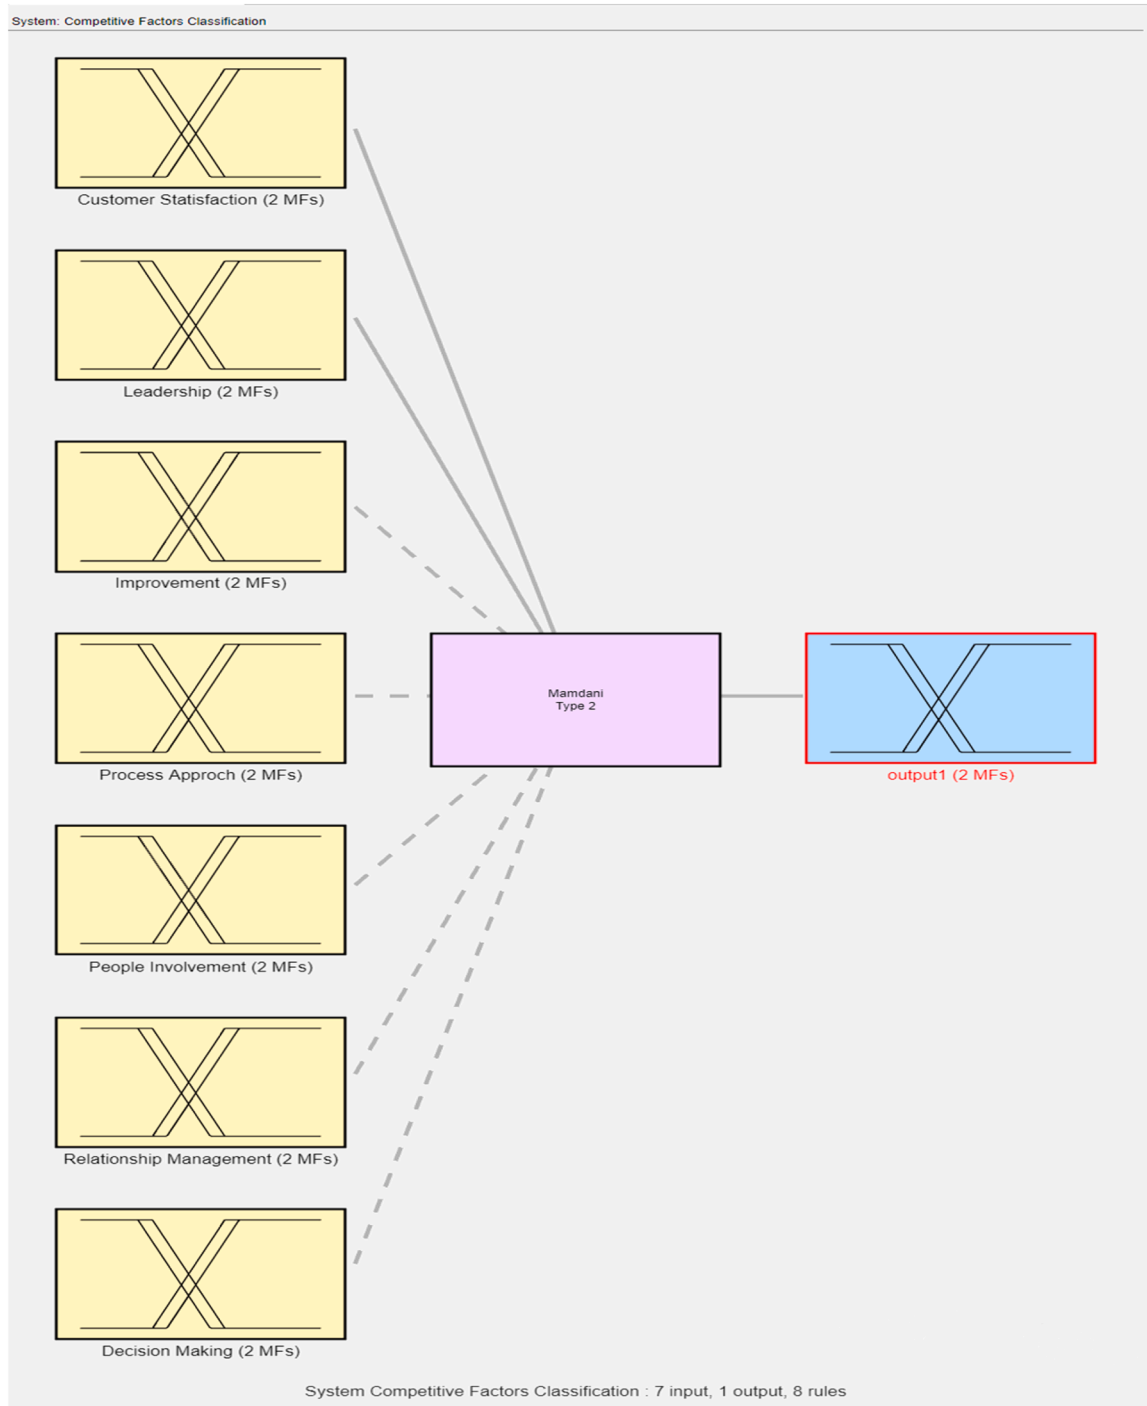 System: Competitive Factors Classification
Customer Statisfaction (2 MFs)
Leadership (2 MFs)
Improvement (2 MFs)
Process Approch (2 MFs)
People Involvement (2 MFs)
Relationship Management (2 MFs)
Decision Making (2 MFs)
Mamdani
Type 2
output1 (2 MFs)
System Competitive Factors Classification : 7 input, 1 output, 8 rules